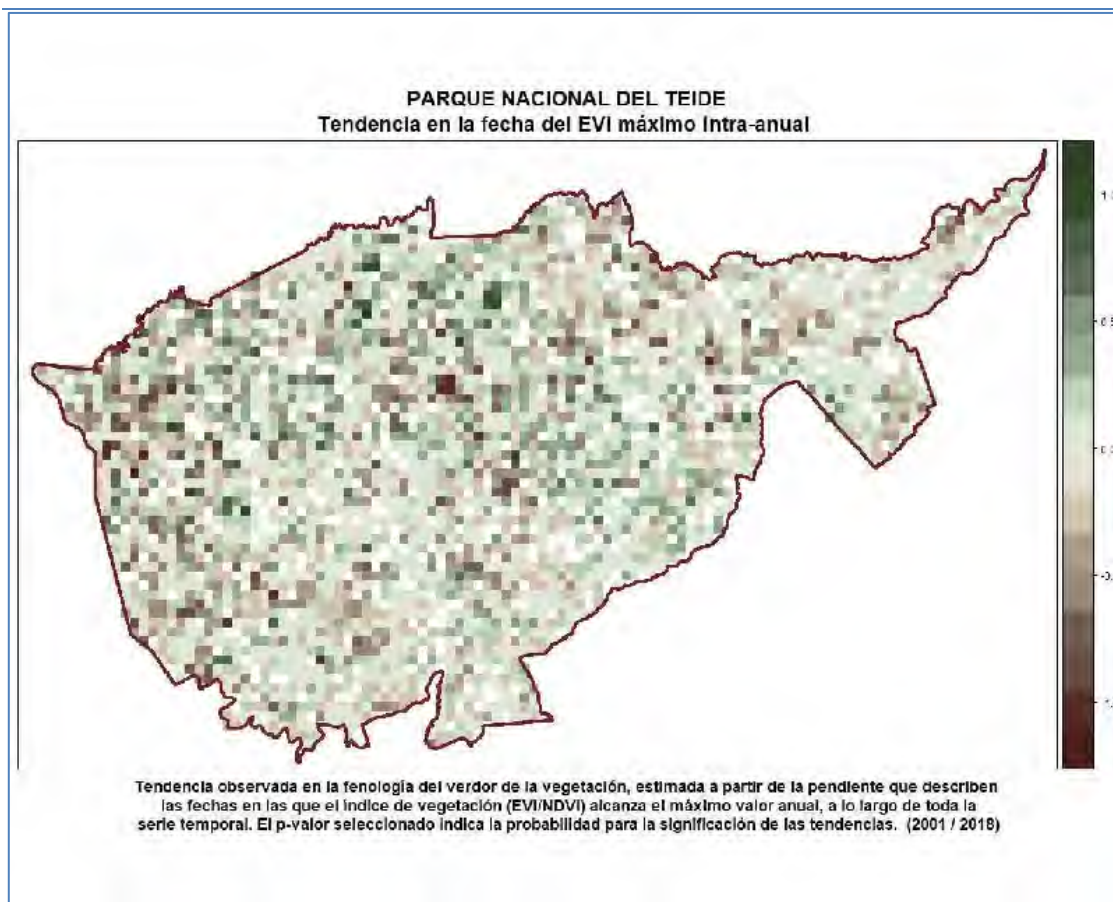 PARQUE NACIONAL DEL TEIDE
Tendencia en la fecha del EVI máximo intra-anual
Tendencia observada en la fenología del verdor de la vegetación, estimada a partir de la pendiente que describen
las fechas en las que el índice de vegetación (EVI/NDVI) alcanza el máximo valor anual, a lo largo de toda la
serie temporal. El p-valor seleccionado indica la probabilidad para la significación de las tendencias. (2001 / 2018)